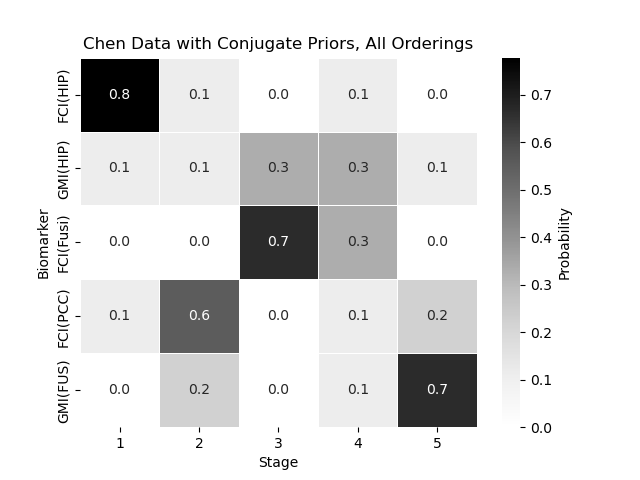 Chen Data with Conjugate Priors, All Orderings
Biomarker
FCI(HIP) 0.8 0.1 0.0 0.1 0.0
GMI(HIP) 0.1 0.1 0.3 0.3 0.1
FCI(Fusi) 0.0 0.0 0.7 0.3 0.0
FCI(PCC) 0.1 0.6 0.0 0.1 0.2
GMI(FUS) 0.0 0.2 0.0 0.1 0.7
1 2 3 4 5
Stage
0.7
0.6
0.5
0.4
0.3
0.2
0.1
0.0
Probability